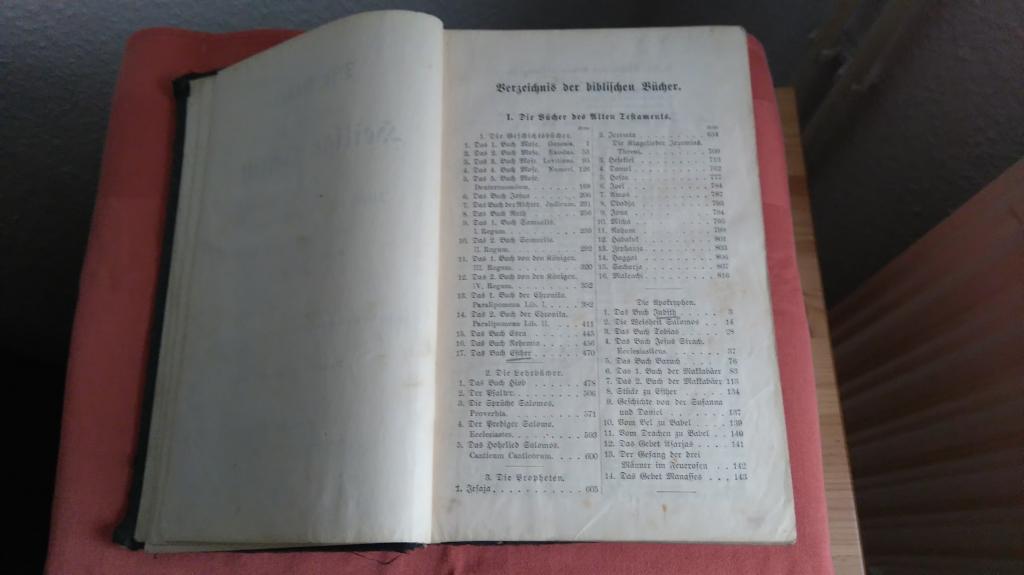 Verzeichnis der biblischen Bücher.
I. Die Bücher des Alten Testaments.
Seite
1. Die Geschichtsbücher.
1. Das 1. Buch Mose. Genesis. 1
2. Das 2. Buch Mose. Exodus. 53
3. Das 3. Buch Mose. Leviticus. 95
4. Das 4. Buch Mose. Numeri. 126
5. Das 5. Buch Mose.
Deuteronomium. 169
6. Das Buch Josua 206
7. Das Buch der Richter. Judicum. 231
8. Das Buch Ruth 256
9. Das 1. Buch Samuelis.
I. Regum. 259
10. Das 2. Buch Samuelis.
II. Regum. 292
11. Das 1. Buch von den Königen.
III. Regum. 320
12. Das 2. Buch von den Königen.
IV. Regum. 352
13. Das 1. Buch der Chronika.
Paralipomena Lib. I. 382
14. Das 2. Buch der Chronika.
Paralipomena Lib. II. 411
15. Das Buch Esra 445
16. Das Buch Nehemia 456
17. Das Buch Esther 470
2. Die Lehrbücher.
1. Das Buch Hiob 478
2. Der Psalter. 506
3. Die Sprüche Salomos.
Proverbia. 571
4. Der Prediger Salomo.
Ecclesiastes. 593
5. Das Hohelied Salomos.
Canticum Canticorum. 600
3. Die Propheten.
1. Jesaja 605
Seite
2. Jeremia 654
Die Klagelieder Jeremias.
Threni. 709
3. Hesekiel 713
4. Daniel 762
5. Hosea 777
6. Joel 784
7. Amos 787
8. Obadja 793
9. Jona 794
10. Micha 795
11. Nahum 799
12. Habakuk 801
13. Zephanja 803
14. Haggai 806
15. Sacharja 807
16. Maleachi 816
Die Apokryphen.
1. Das Buch Judith 3
2. Die Weisheit Salomos 14
3. Das Buch Tobias 28
4. Das Buch Jesus Sirach.
Ecclesiasticus. 37
5. Das Buch Baruch 76
6. Das 1. Buch der Makkabäer 83
7. Das 2. Buch der Makkabäer 113
8. Stücke zu Esther 134
9. Geschichte von der Susanna
und Daniel 137
10. Vom Bel zu Babel 139
11. Vom Drachen zu Babel 140
12. Das Gebet Asarjas 141
13. Der Gesang der drei
Männer im Feuerofen 142
14. Das Gebet Manasses 143